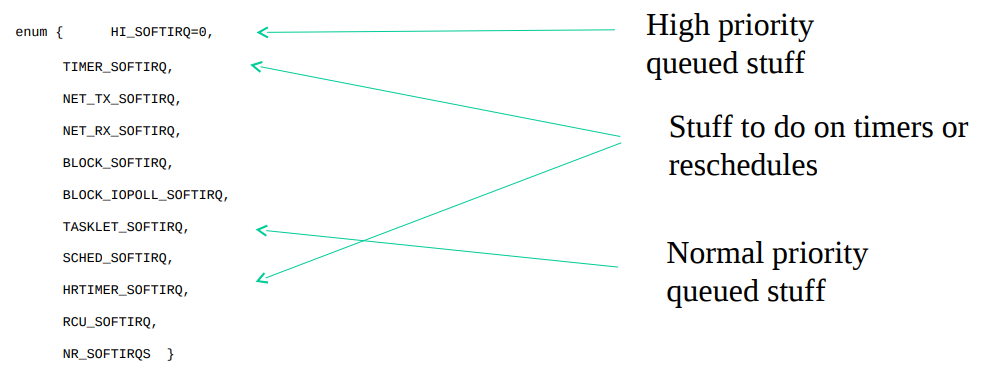 enum {      HI_SOFTIRQ=0,
TIMER_SOFTIRQ,
NET_TX_SOFTIRQ,
NET_RX_SOFTIRQ,
BLOCK_SOFTIRQ,
BLOCK_IOPOLL_SOFTIRQ,
TASKLET_SOFTIRQ,
SCHED_SOFTIRQ,
HRTIMER_SOFTIRQ,
RCU_SOFTIRQ,
NR_SOFTIRQS  }
High priority
queued stuff
Stuff to do on timers or
reschedules
Normal priority
queued stuff